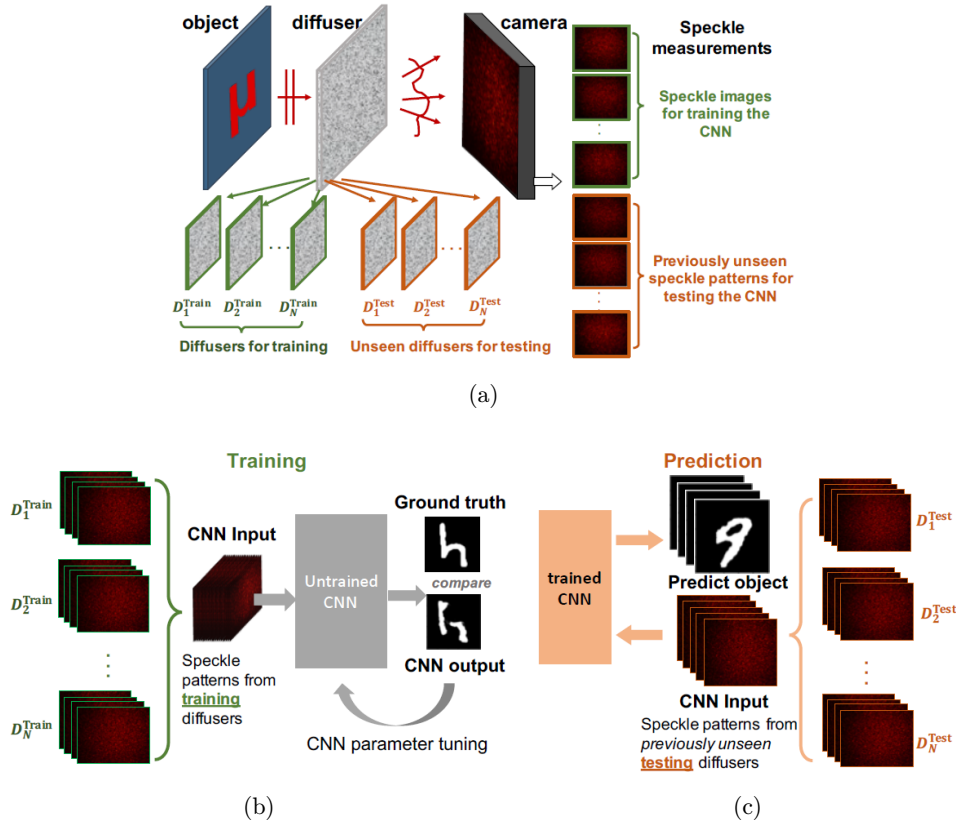 object
diffuser
camera
Speckle
measurements
μ
Speckle images
for training the
CNN
Previously unseen
speckle patterns for
testing the CNN
D_1^Train D_2^Train D_N^Train
D_1^Test D_2^Test D_N^Test
Diffusers for training
Unseen diffusers for testing
(a)
Training
D_1^Train
D_2^Train
D_N^Train
CNN Input
Speckle
patterns from
training
diffusers
Untrained
CNN
Ground truth
h
compare
h
CNN output
CNN parameter tuning
(b)
Prediction
trained
CNN
9
Predict object
CNN Input
Speckle patterns from
previously unseen
testing diffusers
D_1^Test
D_2^Test
D_N^Test
(c)